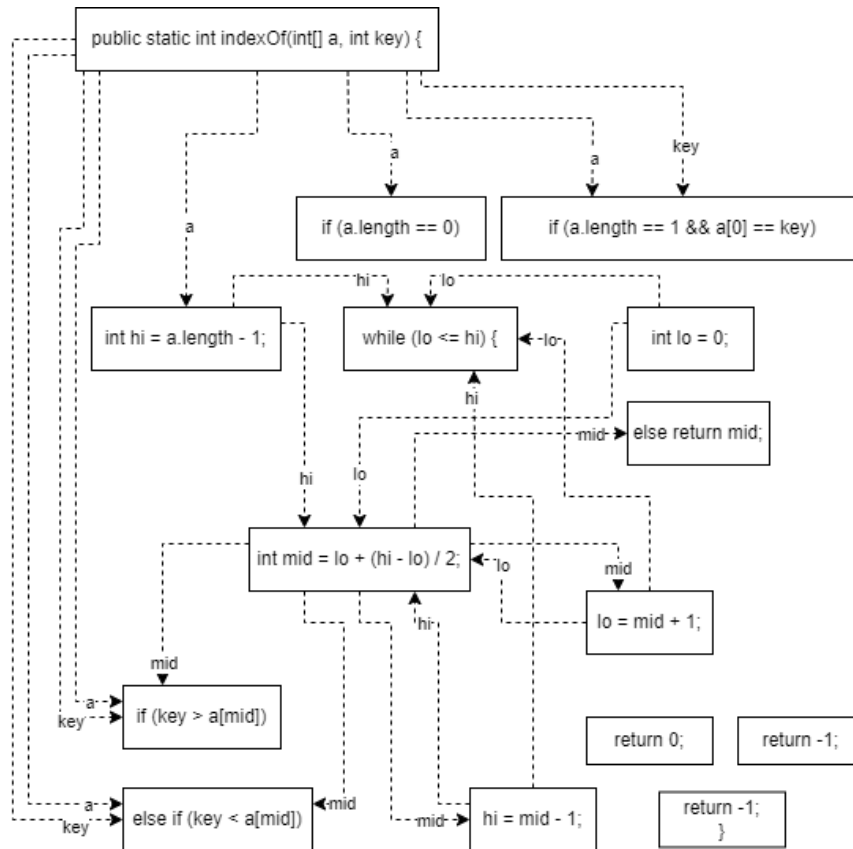 public static int indexOf(int[] a, int key) {
a
a
key
a
if (a.length == 0)
if (a.length == 1 && a[0] == key)
hi
lo
int hi = a.length - 1;
while (lo <= hi) {
lo
int lo = 0;
hi
mid
else return mid;
hi
lo
int mid = lo + (hi - lo) / 2;
lo
mid
hi
lo = mid + 1;
mid
a
key
if (key > a[mid])
return 0;
return -1;
a
key
else if (key < a[mid])
mid
mid
hi = mid - 1;
return -1;
}